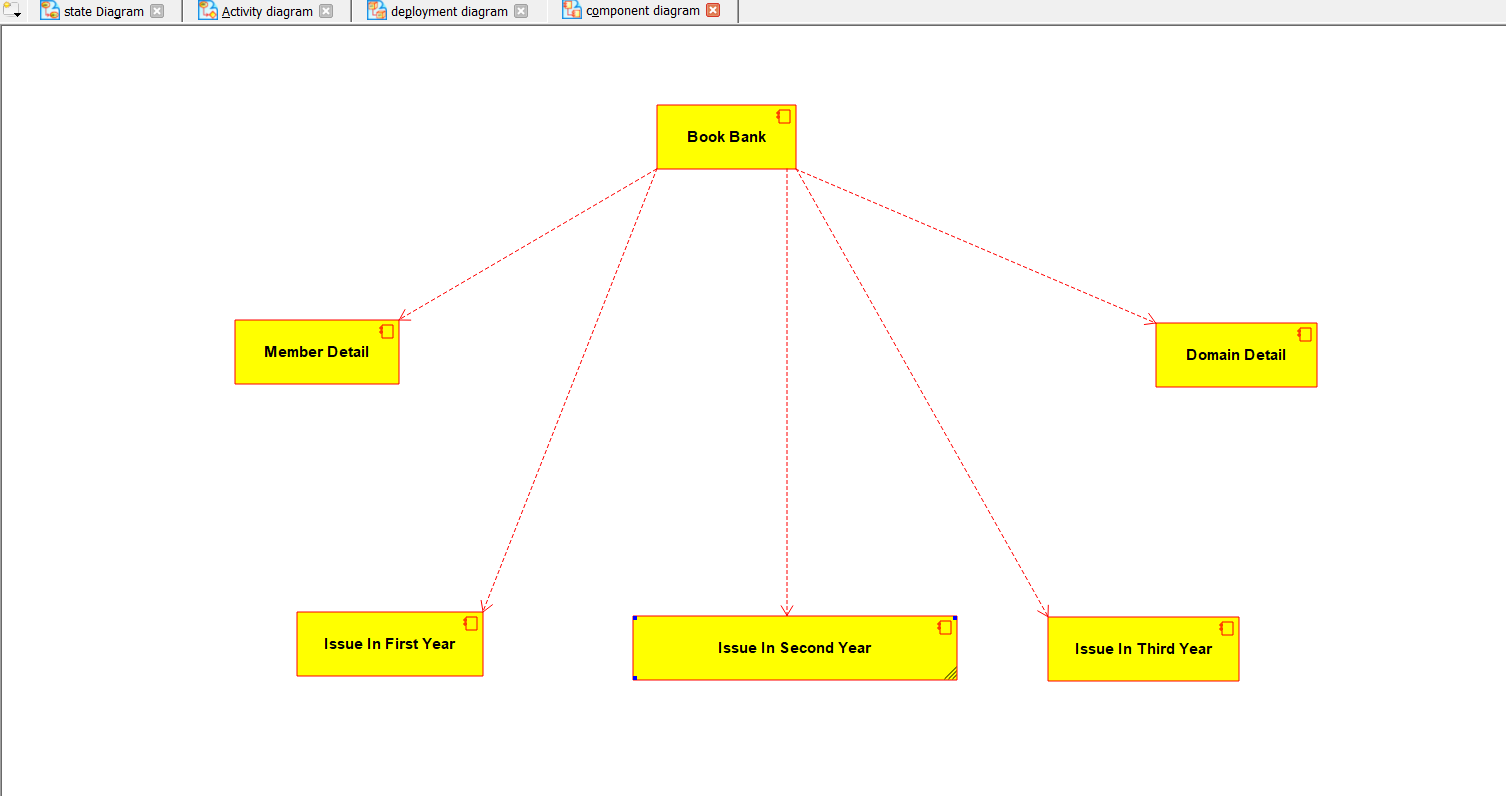 state Diagram
Activity diagram
deployment diagram
component diagram
Book Bank
Member Detail
Domain Detail
Issue In First Year
Issue In Second Year
Issue In Third Year